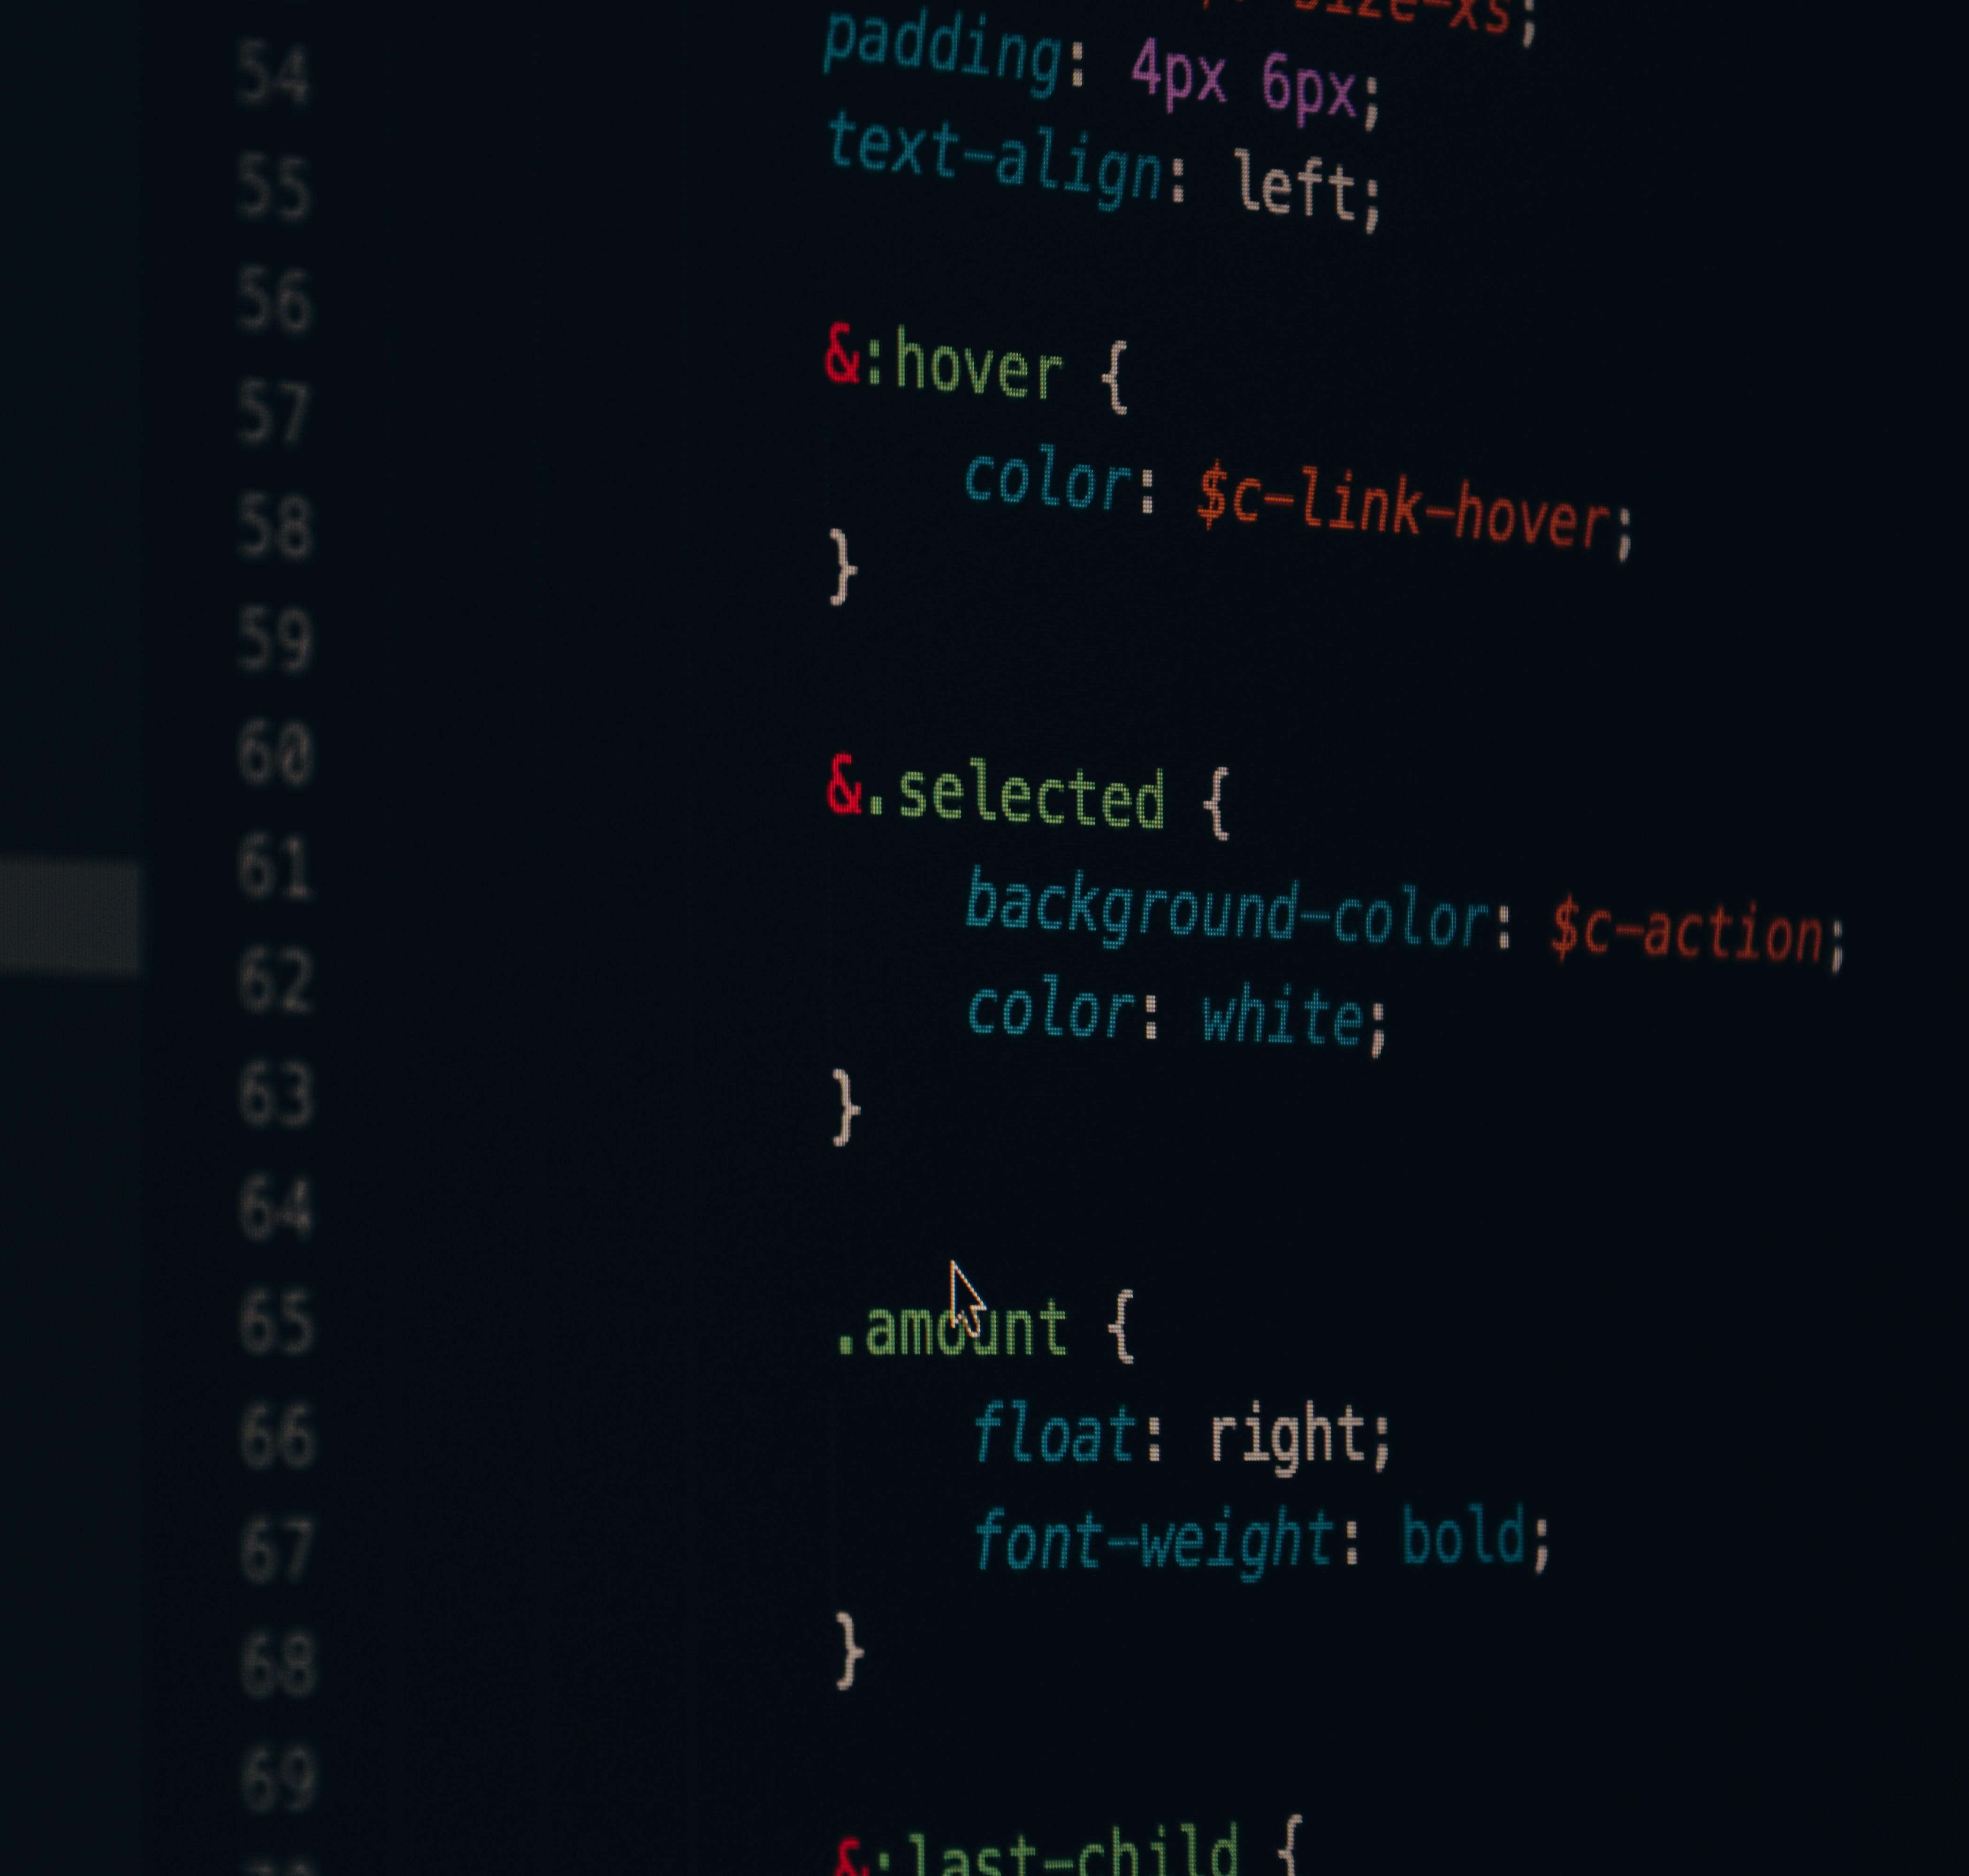 size-xs;
54 padding: 4px 6px;
55 text-align: left;
56
57 &:hover {
58 color: $c-link-hover;
59 }
60
61 &.selected {
62 background-color: $c-action;
63 color: white;
64 }
65
66 .amount {
67 float: right;
68 font-weight: bold;
69 }
&:last-child {